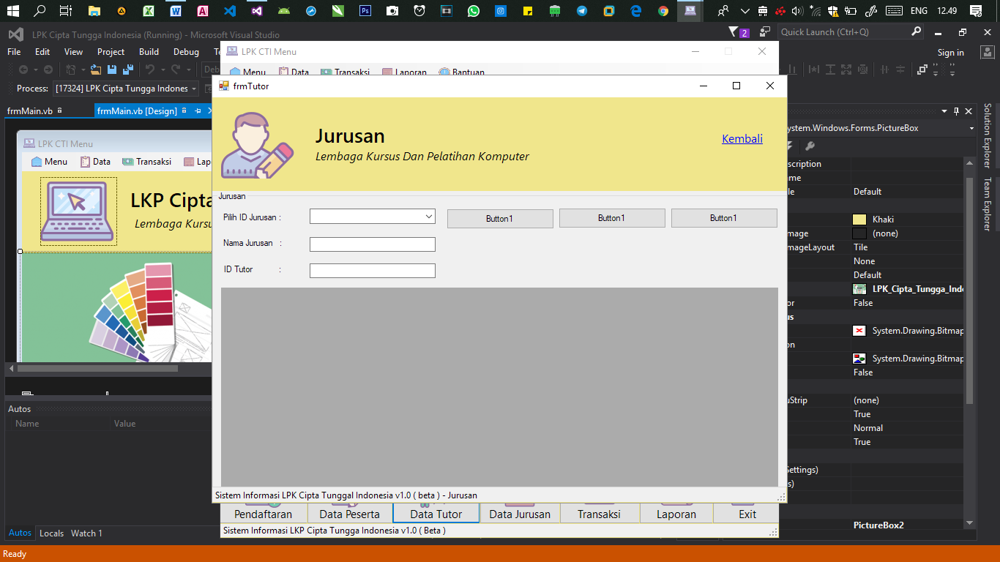 ENG 12.49
LPK Cipta Tungga Indonesia (Running) - Microsoft Visual Studio
2
Quick Launch (Ctrl+Q)
File Edit View Project Build Debug
Sign in
LPK CTI Menu
Menu Data Transaksi Laporan Bantuan
Process: [17324] LPK Cipta Tungga Indones
frmMain.vb
frmMain.vb [Design]
LPK CTI Menu
Menu Data Transaksi
LKP Cipta
Lembaga Kursu
frmTutor
Jurusan
Lembaga Kursus Dan Pelatihan Komputer
Kembali
Jurusan
Pilih ID Jurusan :
Button1 Button1 Button1
Nama Jurusan :
ID Tutor :
Sistem Informasi LPK Cipta Tunggal Indonesia v1.0 ( beta ) - Jurusan
Pendaftaran Data Peserta Data Tutor Data Jurusan Transaksi Laporan Exit
Sistem Informasi LKP Cipta Tungga Indonesia v1.0 ( Beta )
ystem.Windows.Forms.PictureBox
scription
ame
le Default
Khaki
mage (none)
mageLayout Tile
None
Default
LPK_Cipta_Tungga_Ind
or False
us
System.Drawing.Bitmap
on
System.Drawing.Bitmap
False
uStrip (none)
True
Normal
True
Settings)
s)
PictureBox2
Solution Explorer
Team Explorer
Autos
Name Value
Autos Locals Watch 1
Ready